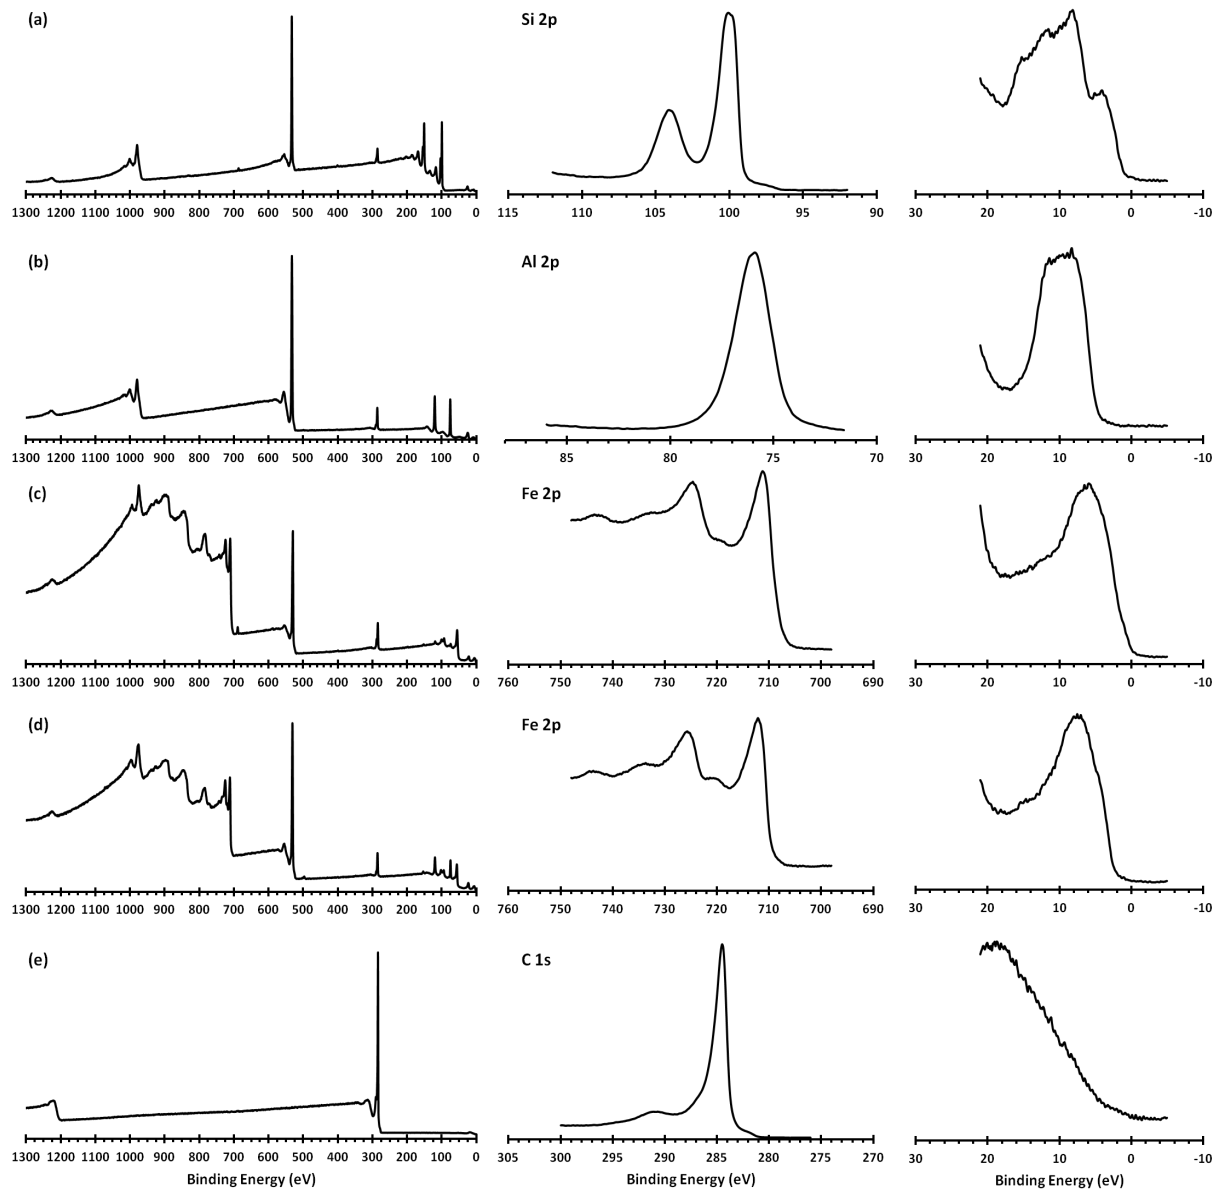 (a) Si 2p
1300 1200 1100 1000 900 800 700 600 500 400 300 200 100 0 115 110 105 100 95 90 30 20 10 0 -10
(b) Al 2p
1300 1200 1100 1000 900 800 700 600 500 400 300 200 100 0 85 80 75 70 30 20 10 0 -10
(c) Fe 2p
1300 1200 1100 1000 900 800 700 600 500 400 300 200 100 0 760 750 740 730 720 710 700 690 30 20 10 0 -10
(d) Fe 2p
1300 1200 1100 1000 900 800 700 600 500 400 300 200 100 0 760 750 740 730 720 710 700 690 30 20 10 0 -10
(e) C 1s
1300 1200 1100 1000 900 800 700 600 500 400 300 200 100 0 305 300 295 290 285 280 275 270 30 20 10 0 -10
Binding Energy (eV) Binding Energy (eV) Binding Energy (eV)